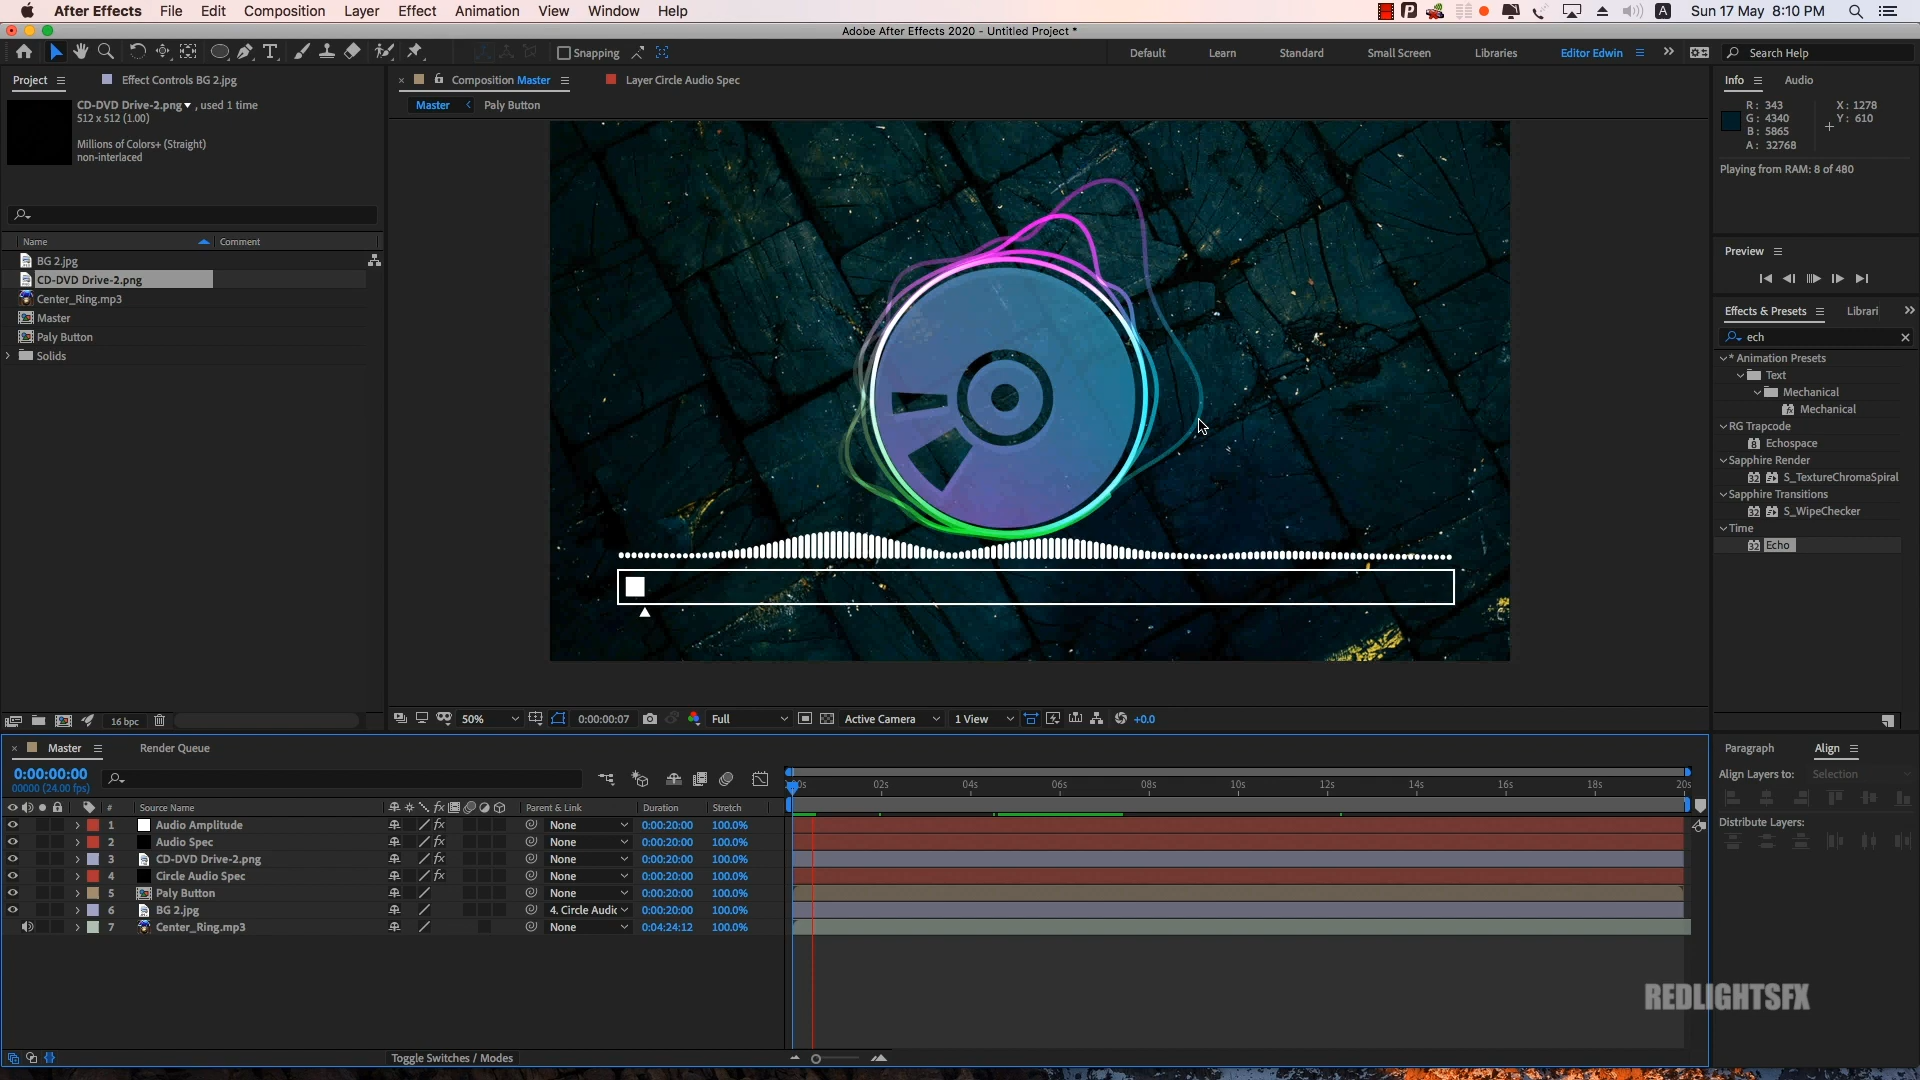 After Effects File Edit Composition Layer Effect Animation View Window Help
A Sun 17 May 8:10 PM
Adobe After Effects 2020 - Untitled Project *
Snapping
Default Learn Standard Small Screen Libraries Editor Edwin Search Help
Project Effect Controls BG 2.jpg
CD-DVD Drive-2.png , used 1 time
512 x 512 (1.00)
Millions of Colors+ (Straight)
non-interlaced
Name Comment
BG 2.jpg
CD-DVD Drive-2.png
Center_Ring.mp3
Master
Paly Button
Solids
16 bpc
Composition Master Layer Circle Audio Spec
Master Paly Button
50% 0:00:00:07 Full Active Camera 1 View +0.0
Info Audio
R: 343 X: 1278
G: 4340 Y: 610
B: 5865
A: 32768
Playing from RAM: 8 of 480
Preview
Effects & Presets Librari
ech
* Animation Presets
Text
Mechanical
Mechanical
RG Trapcode
Echospace
Sapphire Render
S_TextureChromaSpiral
Sapphire Transitions
S_WipeChecker
Time
Echo
Master Render Queue
0:00:00:00
00000 (24.00 fps)
# Source Name Parent & Link Duration Stretch
02s 04s 06s 08s 10s 12s 14s 16s 18s 20s
1 Audio Amplitude None 0:00:20:00 100.0%
2 Audio Spec None 0:00:20:00 100.0%
3 CD-DVD Drive-2.png None 0:00:20:00 100.0%
4 Circle Audio Spec None 0:00:20:00 100.0%
5 Paly Button None 0:00:20:00 100.0%
6 BG 2.jpg 4. Circle Audic 0:00:20:00 100.0%
7 Center_Ring.mp3 None 0:04:24:12 100.0%
Toggle Switches / Modes
Paragraph Align
Align Layers to: Selection
Distribute Layers:
REDLIGHTSFX